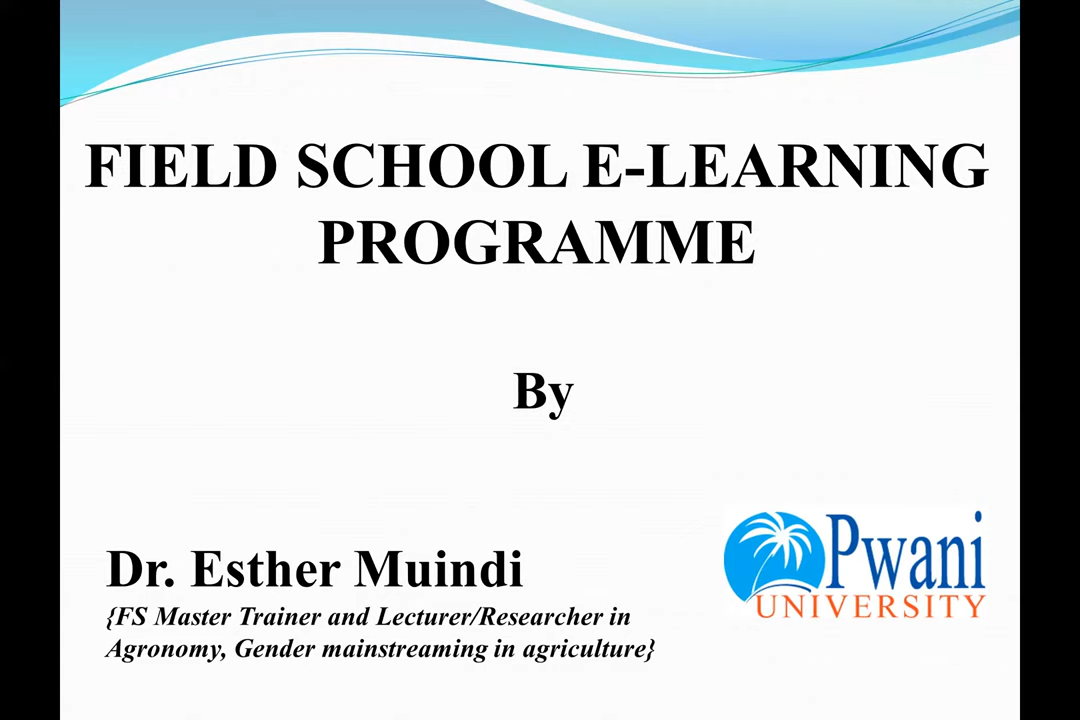 FIELD SCHOOL E-LEARNING
PROGRAMME
By
Dr. Esther Muindi
{FS Master Trainer and Lecturer/Researcher in
Agronomy, Gender mainstreaming in agriculture}
Pwani
UNIVERSITY